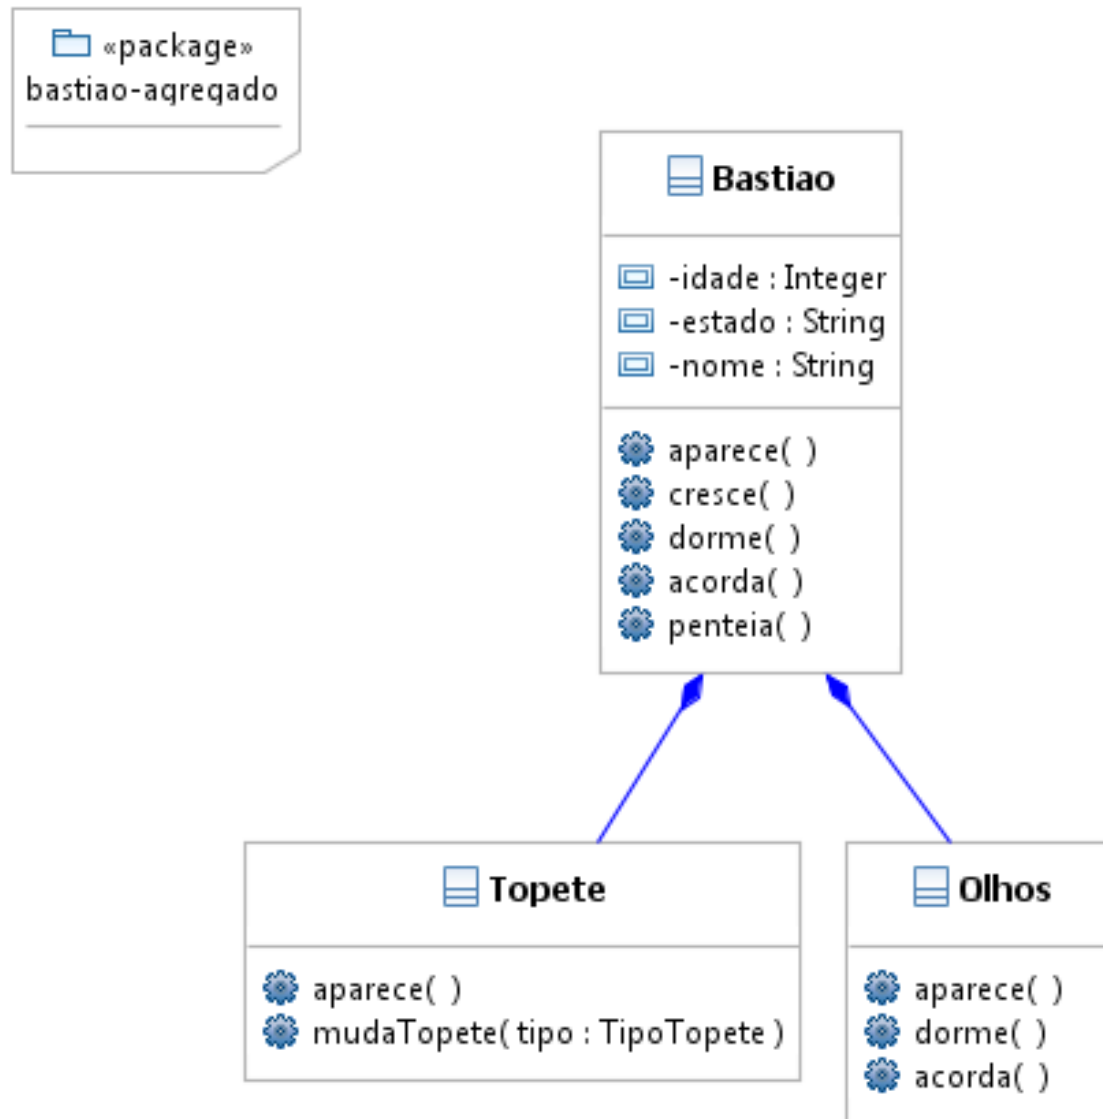 «package»
bastiao-agregado
Bastiao
-idade : Integer
-estado : String
-nome : String
aparece( )
cresce( )
dorme( )
acorda( )
penteia( )
Topete
aparece( )
mudaTopete( tipo : TipoTopete )
Olhos
aparece( )
dorme( )
acorda( )